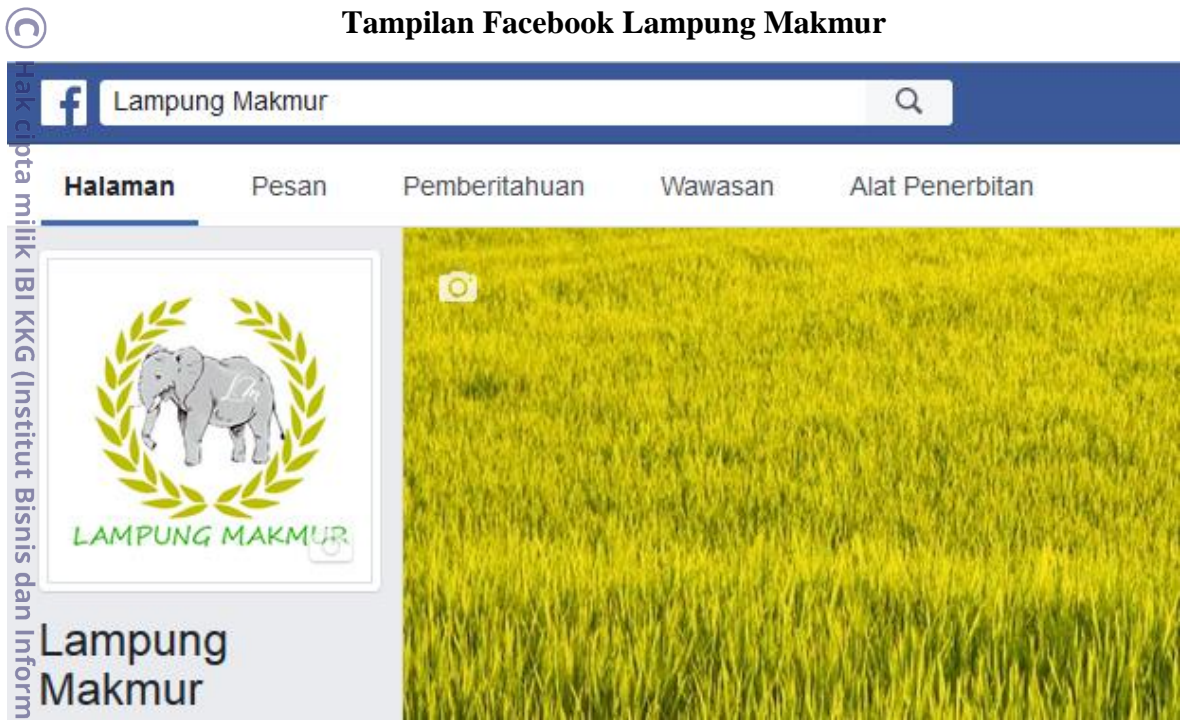 Tampilan Facebook Lampung Makmur
Lampung Makmur
Halaman Pesan Pemberitahuan Wawasan Alat Penerbitan
Lm
LAMPUNG MAKMUR
Lampung
Makmur
© Hak cipta milik IBI KKG (Institut Bisnis dan Inform